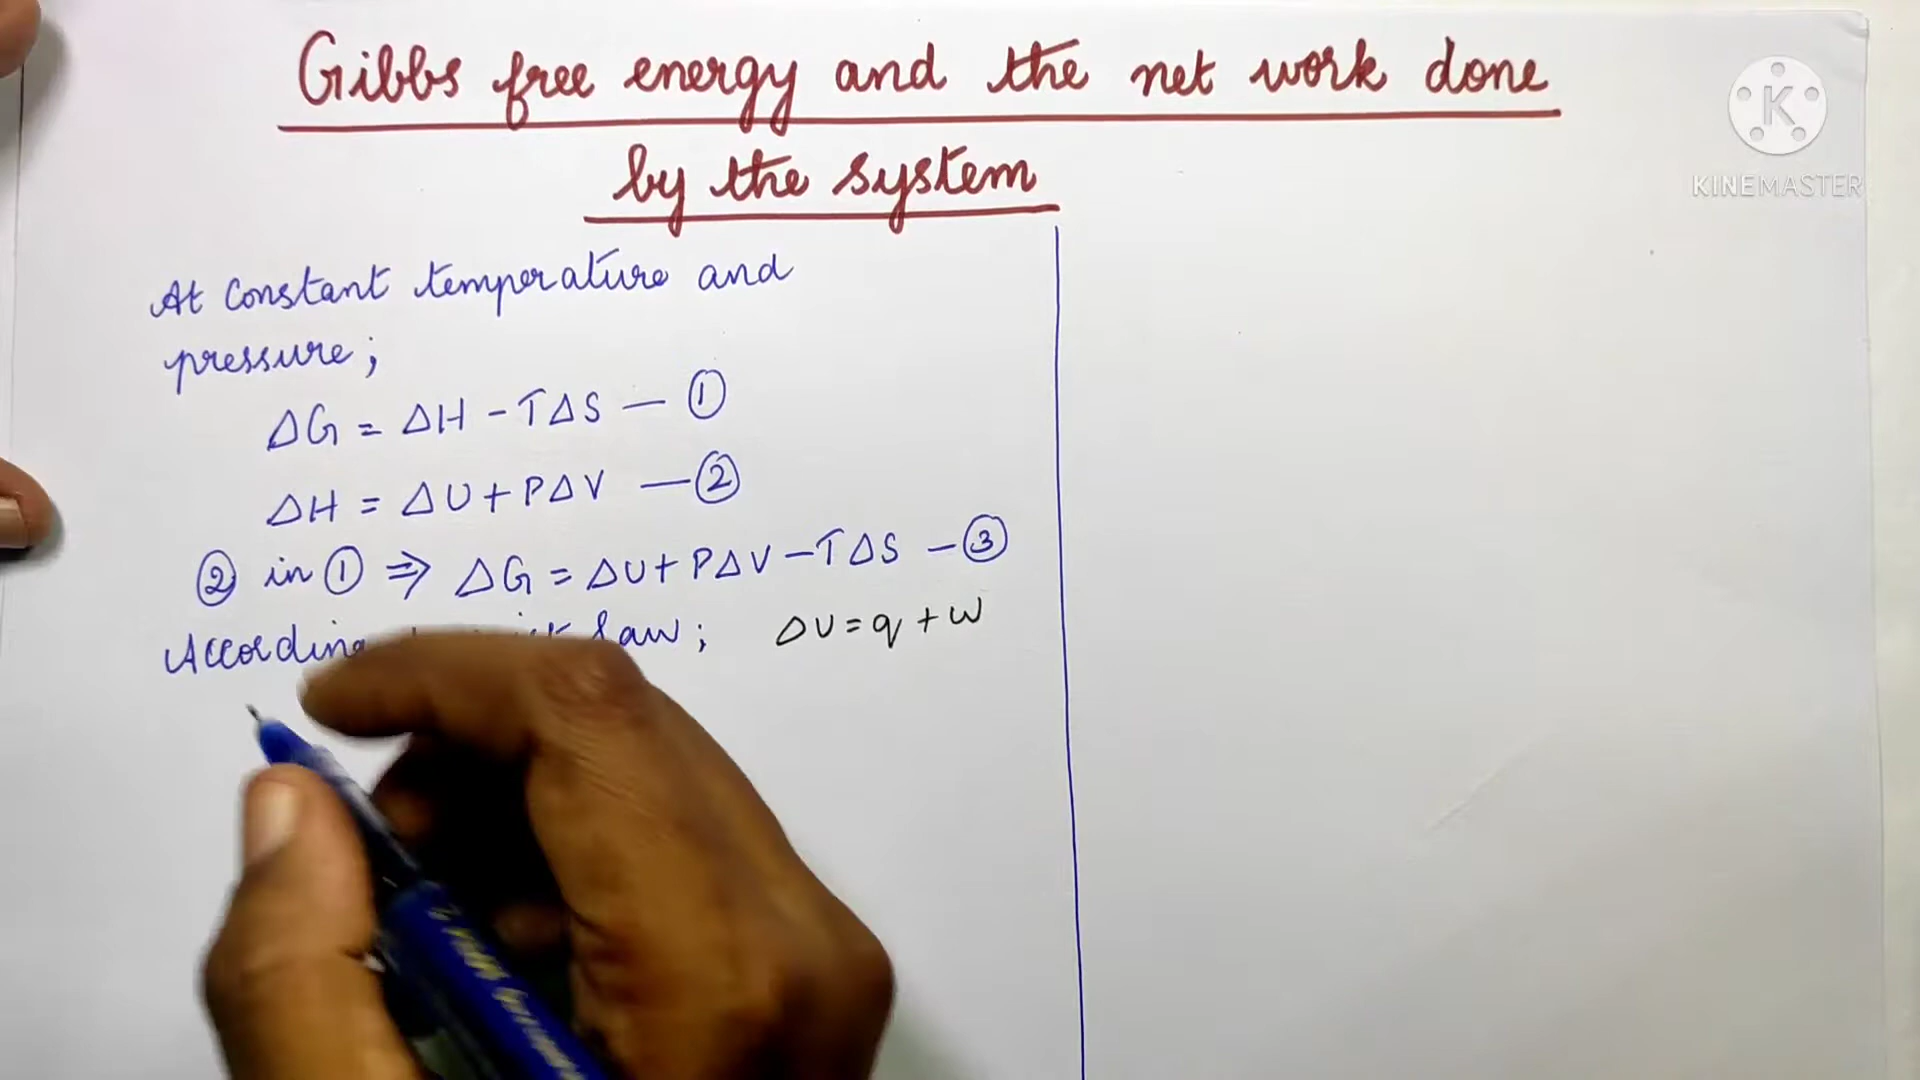 Gibbs free energy and the net work done
by the system
KINEMASTER
At constant temperature and
pressure;
ΔG = ΔH - TΔS — ①
ΔH = ΔU + PΔV — ②
② in ① ⇒ ΔG = ΔU + PΔV - TΔS - ③
According law; ΔU = q + w